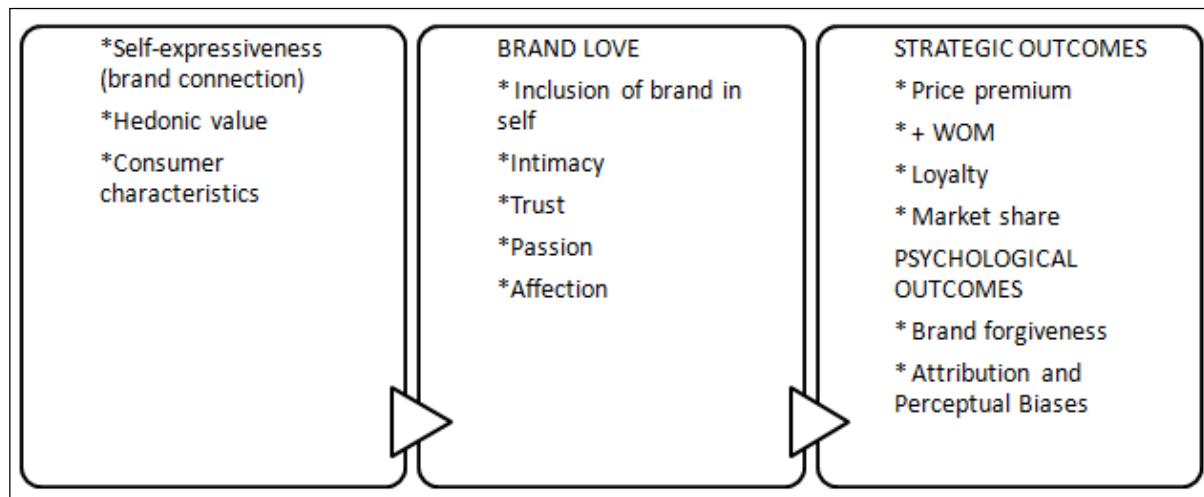 *Self-expressiveness
(brand connection)
*Hedonic value
*Consumer
characteristics
BRAND LOVE
* Inclusion of brand in
self
*Intimacy
*Trust
*Passion
*Affection
STRATEGIC OUTCOMES
* Price premium
* + WOM
* Loyalty
* Market share
PSYCHOLOGICAL
OUTCOMES
* Brand forgiveness
* Attribution and
Perceptual Biases